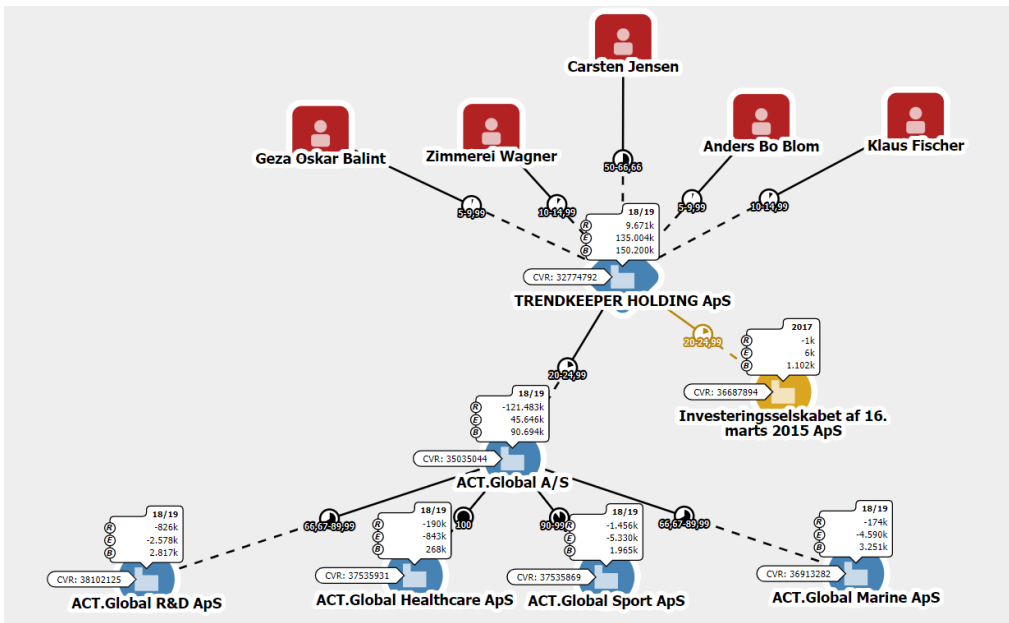 Carsten Jensen
Geza Oskar Balint
Zimmerei Wagner
Anders Bo Blom
Klaus Fischer
50-66,66
5-9,99
10-14,99
5-9,99
10-14,99
18/19
R 9.671k
E 135.004k
B 150.200k
CVR: 32774792
TRENDKEEPER HOLDING ApS
20-24,99
20-24,99
2017
R -1k
E 6k
B 1.102k
CVR: 36687894
Investeringsselskabet af 16.
marts 2015 ApS
18/19
R -121.483k
E 45.646k
B 90.694k
CVR: 35035044
ACT.Global A/S
66,67-89,99
100
90-99
66,67-89,99
18/19
R -826k
E -2.578k
B 2.817k
CVR: 38102125
ACT.Global R&D ApS
18/19
R -190k
E -843k
B 268k
CVR: 37535931
ACT.Global Healthcare ApS
18/19
R -1.456k
E -5.330k
B 1.965k
CVR: 37535869
ACT.Global Sport ApS
18/19
R -174k
E -4.590k
B 3.251k
CVR: 36913282
ACT.Global Marine ApS